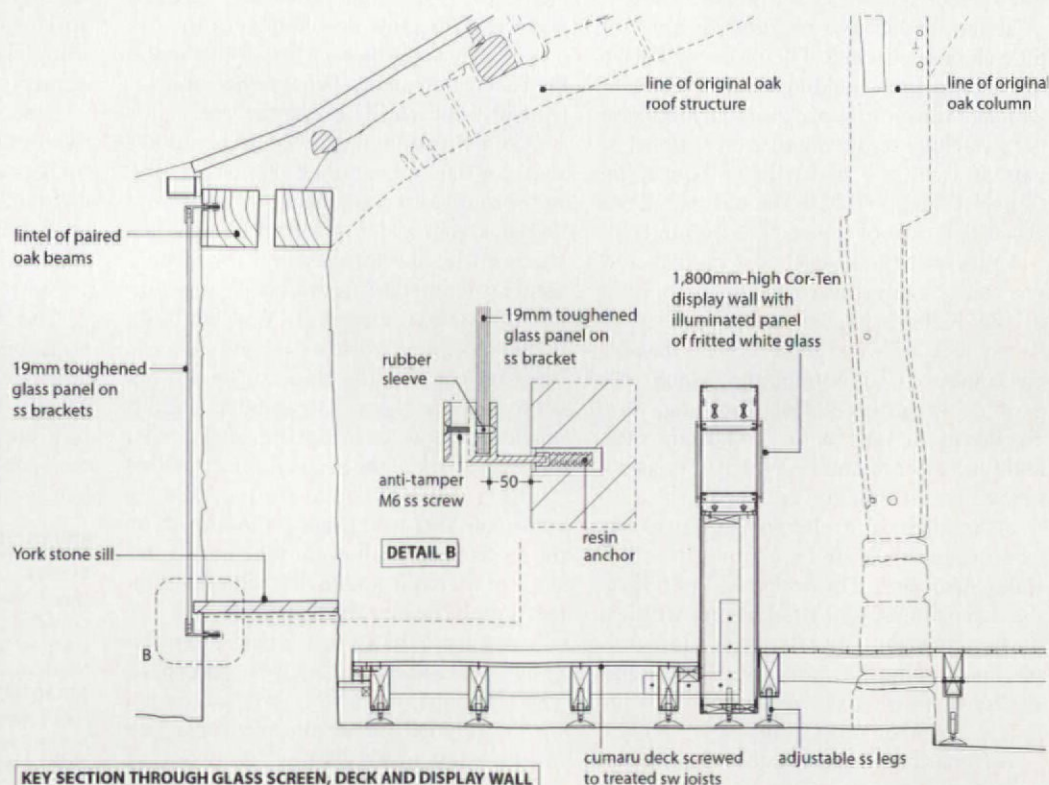 line of original oak
roof structure
line of original
oak column
lintel of paired
oak beams
1,800mm-high Cor-Ten
display wall with
illuminated panel
of fritted white glass
19mm toughened
glass panel on
ss bracket
rubber
sleeve
19mm toughened
glass panel on
ss brackets
anti-tamper
M6 ss screw
50
resin
anchor
DETAIL B
York stone sill
B
cumaru deck screwed
to treated sw joists
adjustable ss legs
KEY SECTION THROUGH GLASS SCREEN, DECK AND DISPLAY WALL